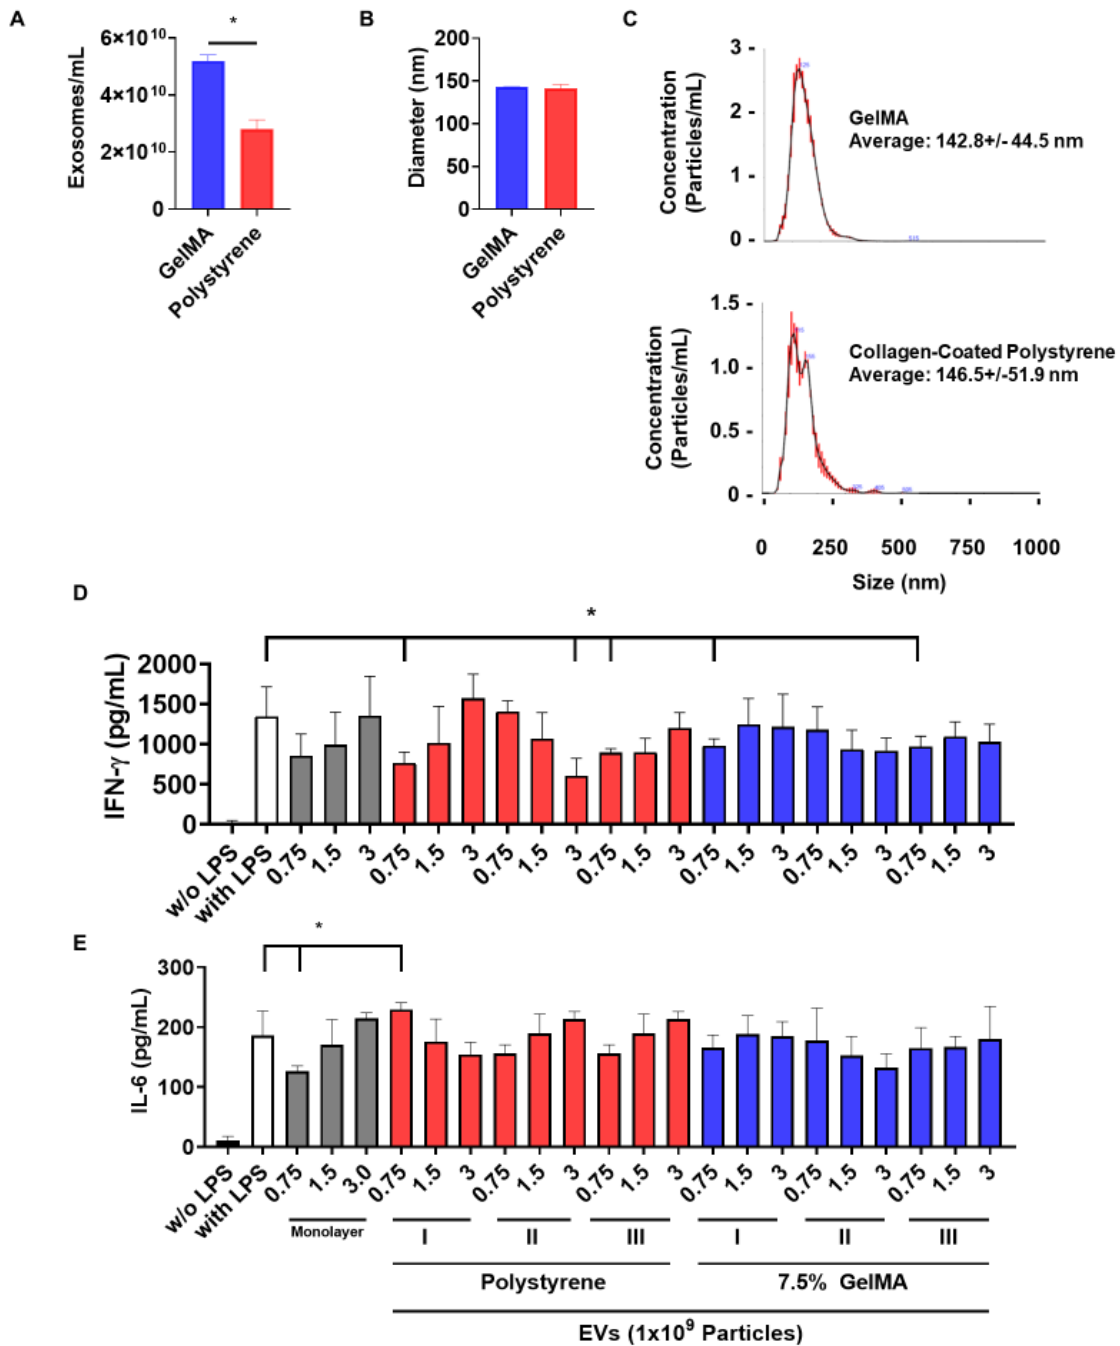 A
B
C
*
6×10¹⁰
4×10¹⁰
2×10¹⁰
0
Exosomes/mL
GelMA
Polystyrene
200
150
100
50
0
Diameter (nm)
GelMA
Polystyrene
3
2
1
0
Concentration
(Particles/mL)
GelMA
Average: 142.8+/-44.5 nm
1.5
1.0
0.5
0
Concentration
(Particles/mL)
Collagen-Coated Polystyrene
Average: 146.5+/-51.9 nm
0 250 500 750 1000
Size (nm)
D
*
2000
1500
1000
500
0
IFN-γ (pg/mL)
w/o LPS with LPS 0.75 1.5 3 0.75 1.5 3 0.75 1.5 3 0.75 1.5 3 0.75 1.5 3 0.75 1.5 3 0.75 1.5 3
E
*
300
200
100
0
IL-6 (pg/mL)
w/o LPS with LPS 0.75 1.5 3.0 0.75 1.5 3 0.75 1.5 3 0.75 1.5 3 0.75 1.5 3 0.75 1.5 3 0.75 1.5 3
Monolayer I II III I II III
Polystyrene 7.5% GelMA
EVs (1x10⁹ Particles)